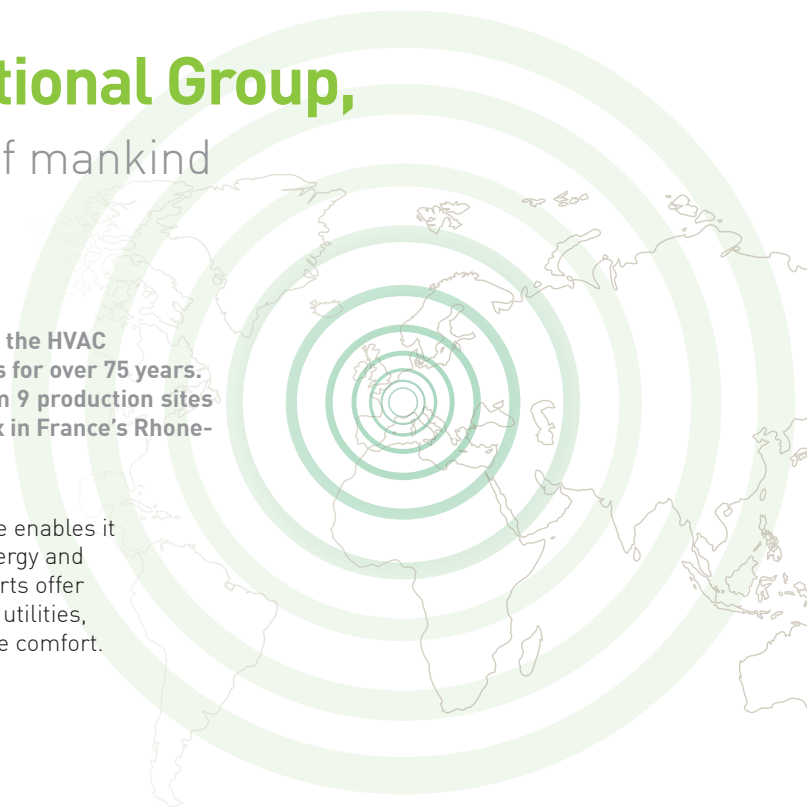 tional Group,
f mankind
the HVAC
s for over 75 years.
n 9 production sites
x in France’s Rhone-
e enables it
ergy and
rts offer
utilities,
e comfort.